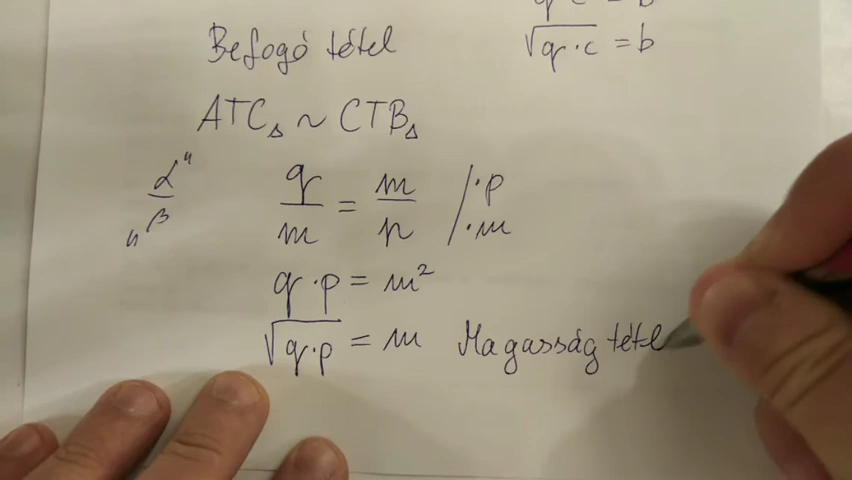 √q·c = b
Befogó tétel
ATC△ ~ CTB△
"α/β"
q/m = m/p /·p /·m
q·p = m²
√q·p = m Magasság tétel